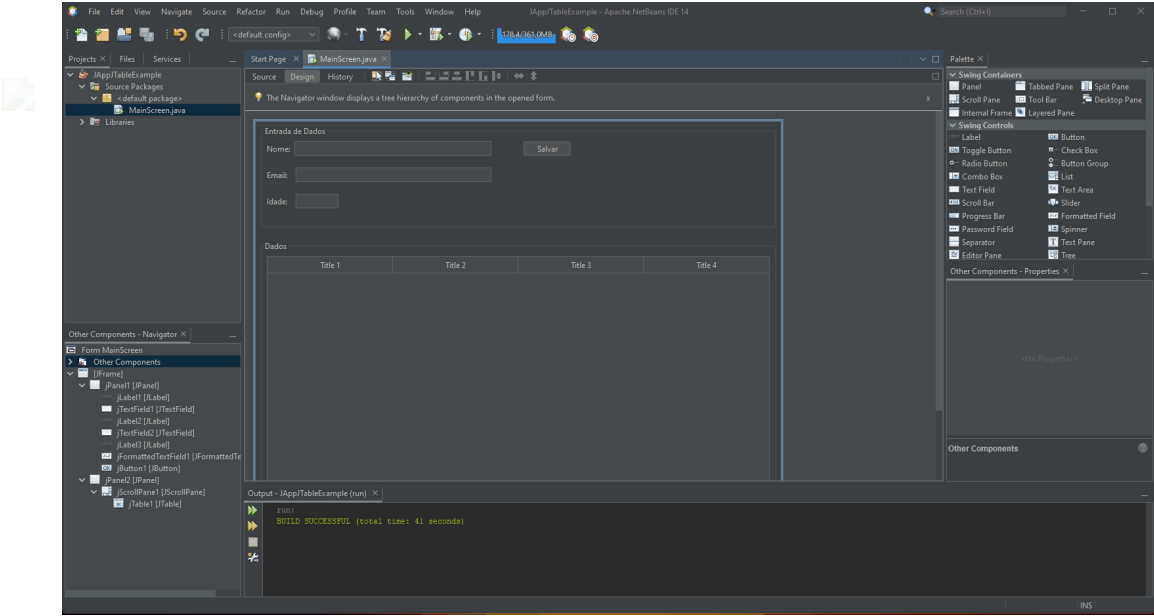 File Edit View Navigate Source Refactor Run Debug Profile Team Tools Window Help JAppJTableExample - Apache NetBeans IDE 14 Search (Ctrl+I)
<default config> 178.4/361.0MB
Projects Files Services
JAppJTableExample
Source Packages
<default package>
MainScreen.java
Libraries
Start Page MainScreen.java
Source Design History
The Navigator window displays a tree hierarchy of components in the opened form. x
Entrada de Dados
Nome: Salvar
Email:
Idade:
Dados
Title 1 Title 2 Title 3 Title 4
Palette
Swing Containers
Panel Tabbed Pane Split Pane
Scroll Pane Tool Bar Desktop Pane
Internal Frame Layered Pane
Swing Controls
Label Button
Toggle Button Check Box
Radio Button Button Group
Combo Box List
Text Field Text Area
Scroll Bar Slider
Progress Bar Formatted Field
Password Field Spinner
Separator Text Pane
Editor Pane Tree
Other Components - Properties
<No Properties>
Other Components
Other Components - Navigator
Form MainScreen
Other Components
[JFrame]
jPanel1 [JPanel]
jLabel1 [JLabel]
jTextField1 [JTextField]
jLabel2 [JLabel]
jTextField2 [JTextField]
jLabel3 [JLabel]
jFormattedTextField1 [JFormattedTe
jButton1 [JButton]
jPanel2 [JPanel]
jScrollPane1 [JScrollPane]
jTable1 [JTable]
Output - JAppJTableExample (run)
run:
BUILD SUCCESSFUL (total time: 41 seconds)
INS